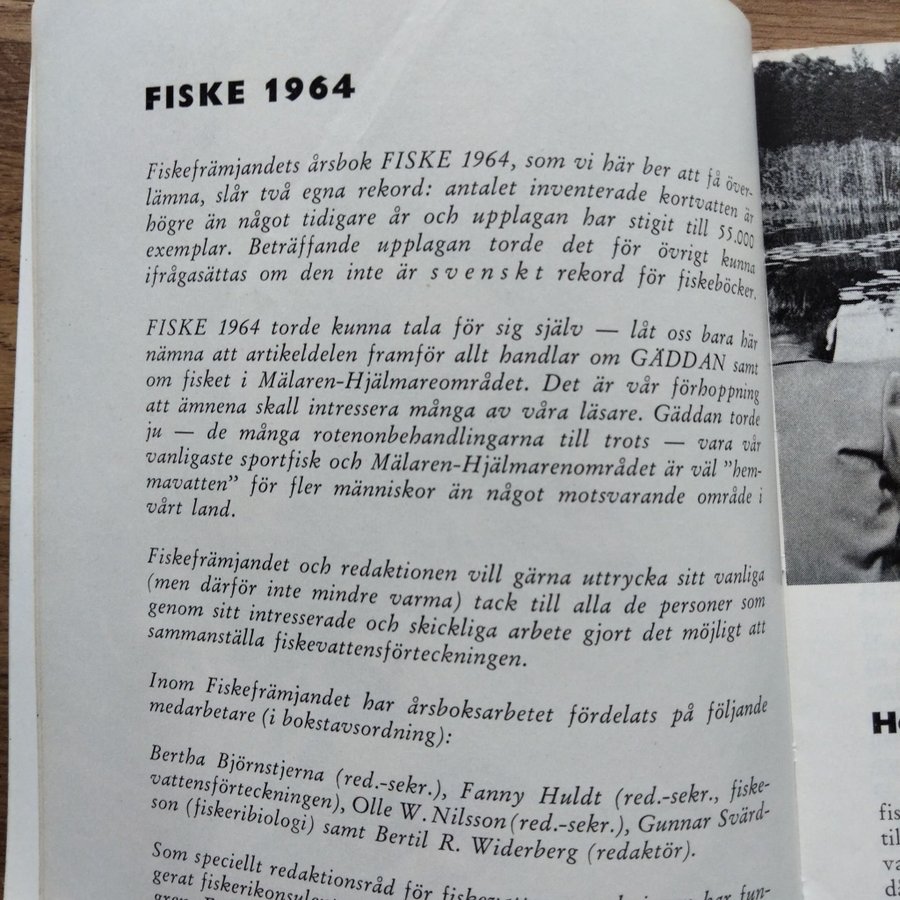 FISKE 1964
Fiskefrämjandets årsbok FISKE 1964, som vi här ber att få över-
lämna, slår två egna rekord: antalet inventerade kortvatten är
högre än något tidigare år och upplagan har stigit till 55.000
exemplar. Beträffande upplagan torde det för övrigt kunna
ifrågasättas om den inte är svenskt rekord för fiskeböcker.
FISKE 1964 torde kunna tala för sig själv — låt oss bara här
nämna att artikeldelen framför allt handlar om GÄDDAN samt
om fisket i Mälaren-Hjälmareområdet. Det är vår förhoppning
att ämnena skall intressera många av våra läsare. Gäddan torde
ju — de många rotenonbehandlingarna till trots — vara vår
vanligaste sportfisk och Mälaren-Hjälmarenområdet är väl ”hem-
mavatten” för fler människor än något motsvarande område i
vårt land.
Fiskefrämjandet och redaktionen vill gärna uttrycka sitt vanliga
(men därför inte mindre varma) tack till alla de personer som
genom sitt intresserade och skickliga arbete gjort det möjligt att
sammanställa fiskevattensförteckningen.
Inom Fiskefrämjandet har årsboksarbetet fördelats på följande
medarbetare (i bokstavsordning):
Bertha Björnstjerna (red.-sekr.), Fanny Huldt (red.-sekr., fiske-
vattensförteckningen), Olle W. Nilsson (red.-sekr.), Gunnar Svärd-
son (fiskeribiologi) samt Bertil R. Widerberg (redaktör).
Som speciellt redaktionsråd för har fun-
gerat